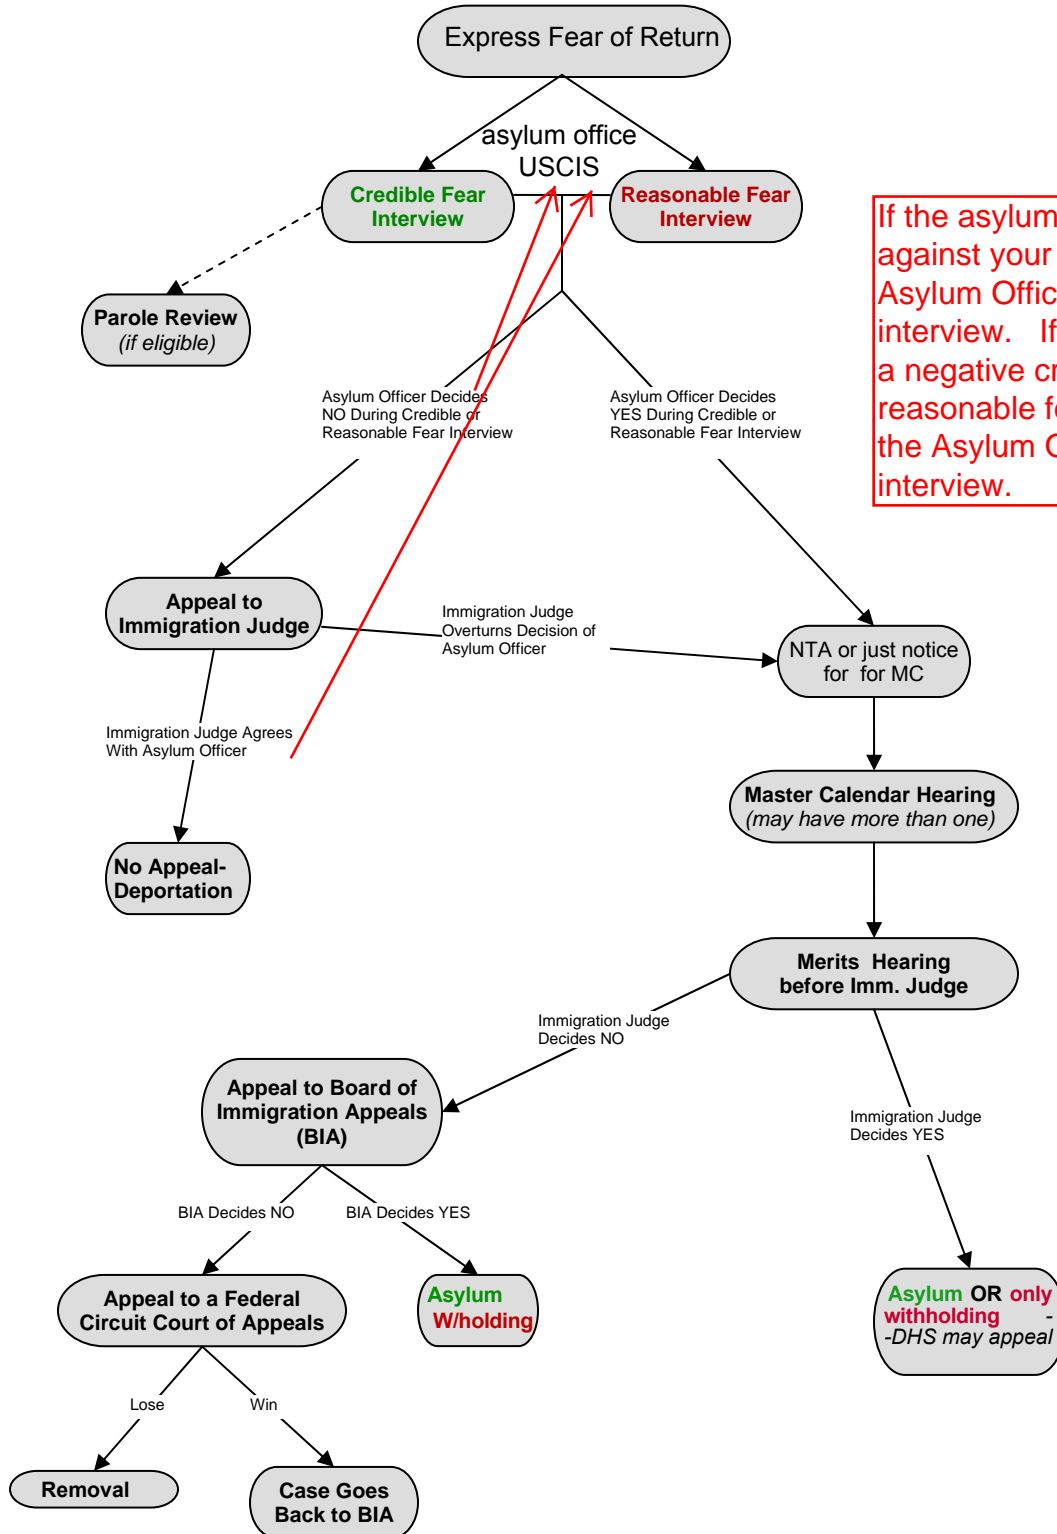 Express Fear of Return
asylum office
USCIS
Credible Fear
Interview
Reasonable Fear
Interview
If the asylum
against your
Asylum Offic
interview. If
a negative cr
reasonable fe
the Asylum O
interview.
Parole Review
(if eligible)
Asylum Officer Decides
NO During Credible or
Reasonable Fear Interview
Asylum Officer Decides
YES During Credible or
Reasonable Fear Interview
Appeal to
Immigration Judge
Immigration Judge
Overturns Decision of
Asylum Officer
NTA or just notice
for for MC
Immigration Judge Agrees
With Asylum Officer
Master Calendar Hearing
(may have more than one)
No Appeal-
Deportation
Merits Hearing
before Imm. Judge
Immigration Judge
Decides NO
Appeal to Board of
Immigration Appeals
(BIA)
Immigration Judge
Decides YES
BIA Decides NO
BIA Decides YES
Appeal to a Federal
Circuit Court of Appeals
Asylum
W/holding
Asylum OR only
withholding -
-DHS may appeal
Lose
Win
Removal
Case Goes
Back to BIA